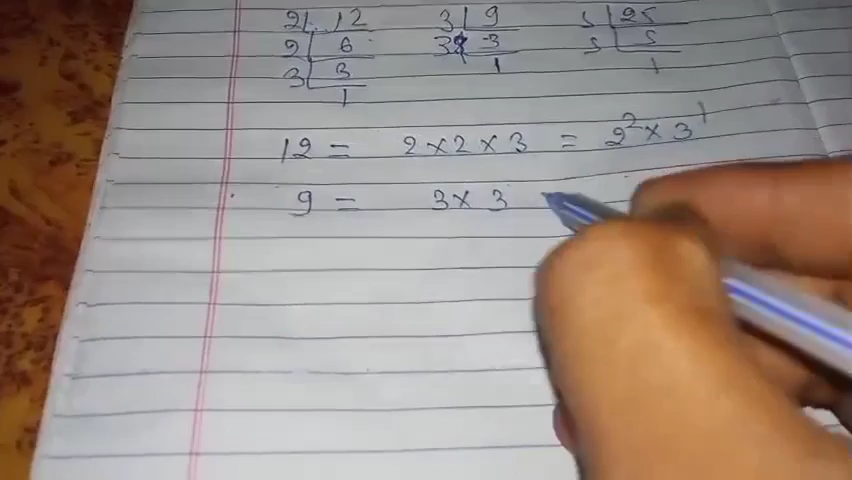 2 | 12 3 | 9 5 | 25
2 | 6 3 | 3 5 | 5
3 | 3 1 1
1
12 = 2 × 2 × 3 = 2² × 3¹
9 = 3 × 3